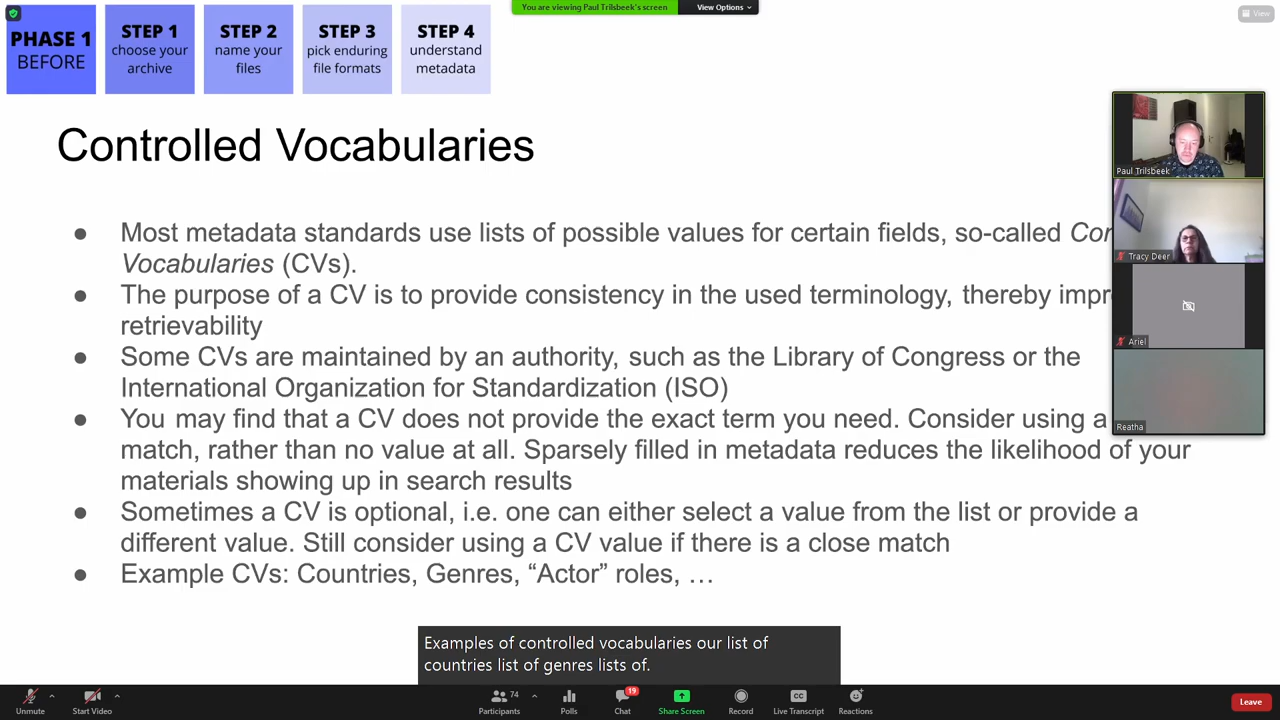 You are viewing Paul Trilsbeek's screen
View Options
View
PHASE 1
BEFORE
STEP 1
choose your
archive
STEP 2
name your
files
STEP 3
pick enduring
file formats
STEP 4
understand
metadata
Controlled Vocabularies
● Most metadata standards use lists of possible values for certain fields, so-called
Vocabularies (CVs).
● The purpose of a CV is to provide consistency in the used terminology, thereby
retrievability
● Some CVs are maintained by an authority, such as the Library of Congress or the
International Organization for Standardization (ISO)
● You may find that a CV does not provide the exact term you need. Consider using a
match, rather than no value at all. Sparsely filled in metadata reduces the likelihood of your
materials showing up in search results
● Sometimes a CV is optional, i.e. one can either select a value from the list or provide a
different value. Still consider using a CV value if there is a close match
● Example CVs: Countries, Genres, “Actor” roles, …
Paul Trilsbeek
Tracy Deer
Ariel
Reatha
Examples of controlled vocabularies our list of
countries list of genres lists of.
Unmute
Start Video
74
Participants
Polls
19
Chat
Share Screen
Record
CC
Live Transcript
Reactions
Leave